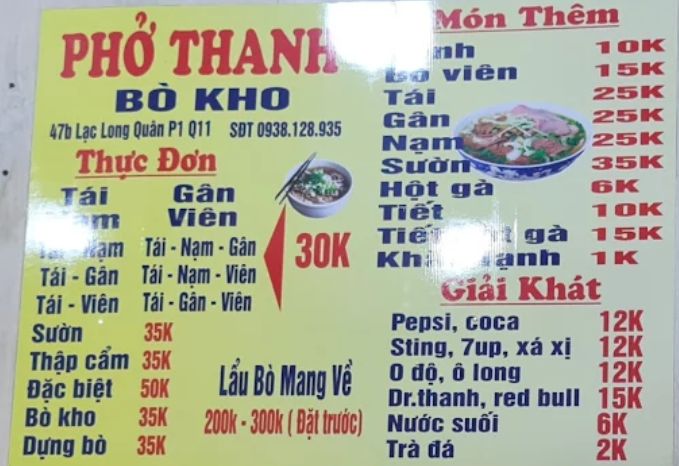 PHỞ THANH
BÒ KHO
47b Lạc Long Quân P1 Q11 SĐT 0938.128.935
Thực Đơn
Tái Gân
Viên
Tái - Nạm - Gân
Tái - Gân Tái - Nạm - Viên
Tái - Viên Tái - Gân - Viên
30K
Sườn 35K
Thập cẩm 35K
Đặc biệt 50K
Bò kho 35K
Dựng bò 35K
Lẩu Bò Mang Về
200k - 300k ( Đặt trước)
Món Thêm
10K
Bò viên 15K
Tái 25K
Gân 25K
Nạm 25K
Sườn 35K
Hột gà 6K
Tiết 10K
Tiết gà 15K
lạnh 1K
Giải Khát
Pepsi, coca 12K
Sting, 7up, xá xị 12K
O độ, ô long 12K
Dr.thanh, red bull 15K
Nước suối 6K
Trà đá 2K